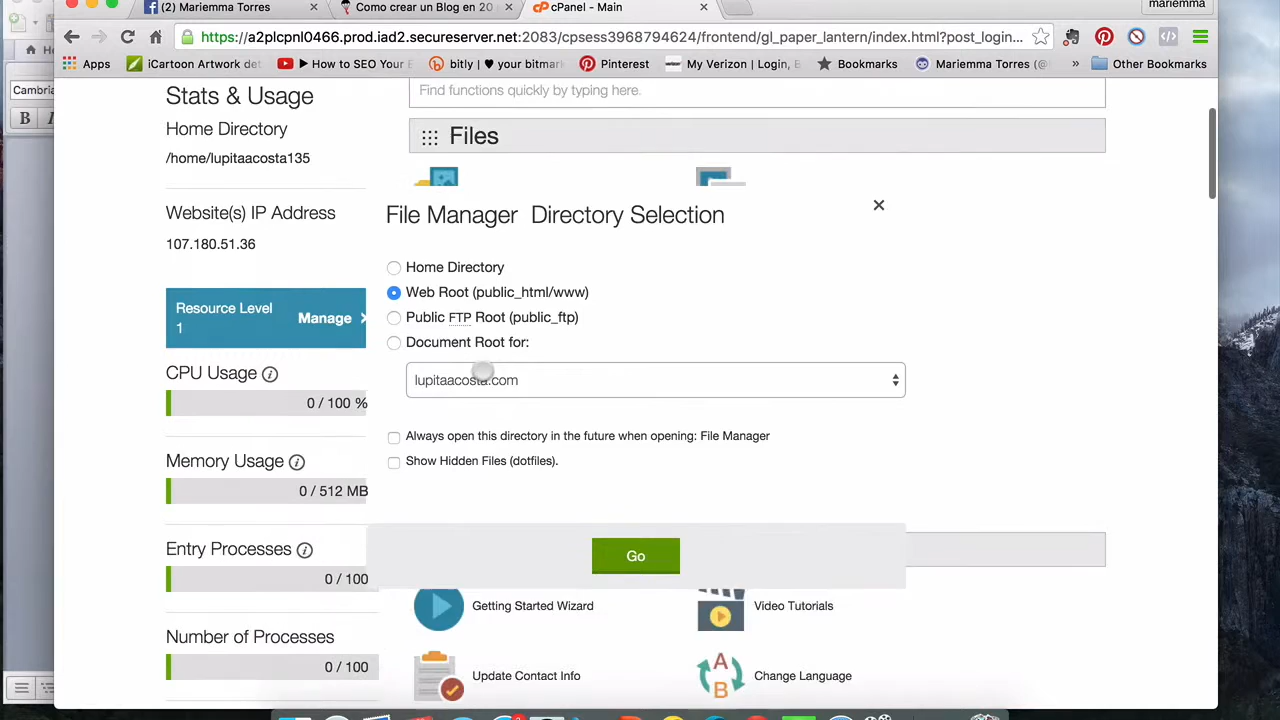 (2) Mariemma Torres
Como crear un Blog en 20
cPanel - Main
mariemma
https://a2plcpnl0466.prod.iad2.secureserver.net:2083/cpsess3968794624/frontend/gl_paper_lantern/index.html?post_login...
Apps
iCartoon Artwork det
How to SEO Your E
bitly | ♥ your bitmar
Pinterest
My Verizon | Login, B
Bookmarks
Mariemma Torres (@
»
Other Bookmarks
Cambria
B
Stats & Usage
Home Directory
/home/lupitaacosta135
Website(s) IP Address
107.180.51.36
Resource Level
1
Manage
CPU Usage
0 / 100 %
Memory Usage
0 / 512 MB
Entry Processes
0 / 100
Number of Processes
0 / 100
Find functions quickly by typing here.
Files
File Manager Directory Selection
Home Directory
Web Root (public_html/www)
Public FTP Root (public_ftp)
Document Root for:
lupitaacosta.com
Always open this directory in the future when opening: File Manager
Show Hidden Files (dotfiles).
Go
Getting Started Wizard
Video Tutorials
Update Contact Info
A
B
Change Language